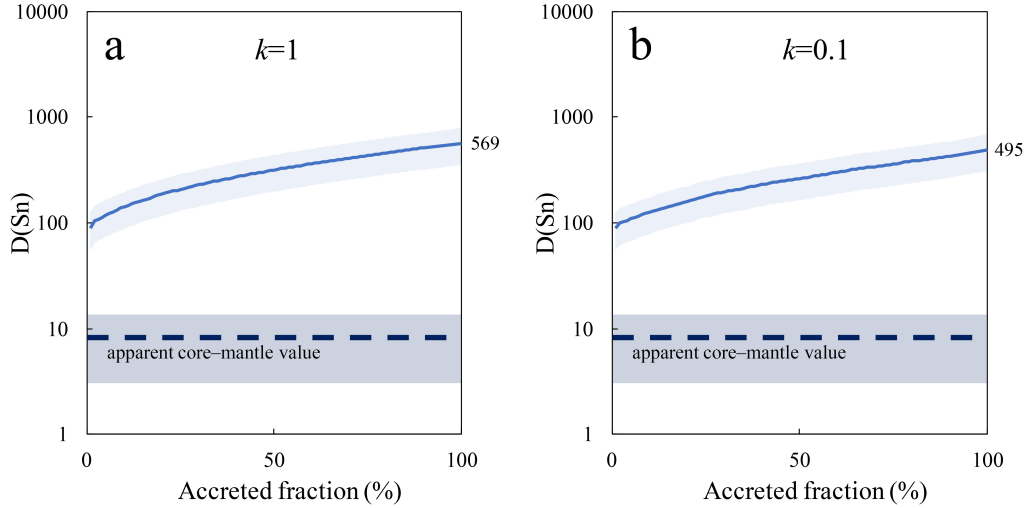 a
k=1
10000
1000
100
10
1
D(Sn)
569
apparent core–mantle value
0
50
100
Accreted fraction (%)
b
k=0.1
10000
1000
100
10
1
D(Sn)
495
apparent core–mantle value
0
50
100
Accreted fraction (%)